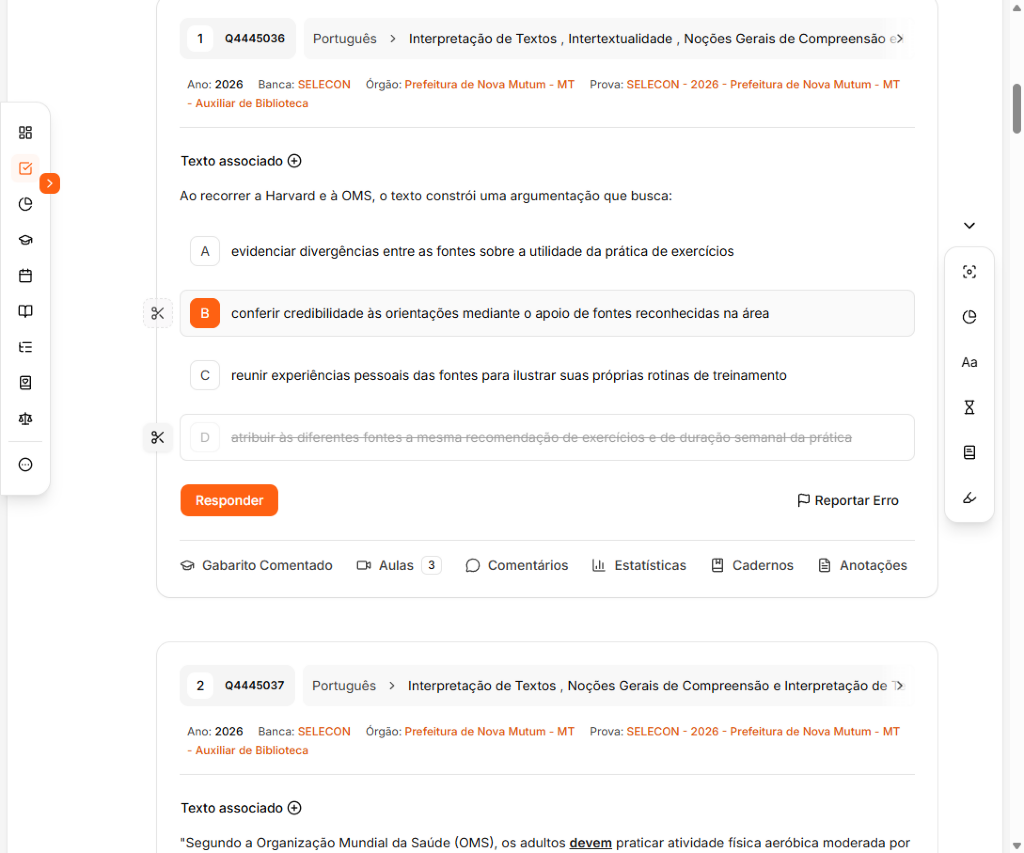 1 Q4445036 Português > Interpretação de Textos , Intertextualidade , Noções Gerais de Compreensão e
Ano: 2026 Banca: SELECON Órgão: Prefeitura de Nova Mutum - MT Prova: SELECON - 2026 - Prefeitura de Nova Mutum - MT
- Auxiliar de Biblioteca
Texto associado
Ao recorrer a Harvard e à OMS, o texto constrói uma argumentação que busca:
A evidenciar divergências entre as fontes sobre a utilidade da prática de exercícios
B conferir credibilidade às orientações mediante o apoio de fontes reconhecidas na área
C reunir experiências pessoais das fontes para ilustrar suas próprias rotinas de treinamento
Aa
D atribuir às diferentes fontes a mesma recomendação de exercícios e de duração semanal da prática
Responder Reportar Erro
Gabarito Comentado Aulas 3 Comentários Estatísticas Cadernos Anotações
2 Q4445037 Português > Interpretação de Textos , Noções Gerais de Compreensão e Interpretação de
Ano: 2026 Banca: SELECON Órgão: Prefeitura de Nova Mutum - MT Prova: SELECON - 2026 - Prefeitura de Nova Mutum - MT
- Auxiliar de Biblioteca
Texto associado
"Segundo a Organização Mundial da Saúde (OMS), os adultos devem praticar atividade física aeróbica moderada por